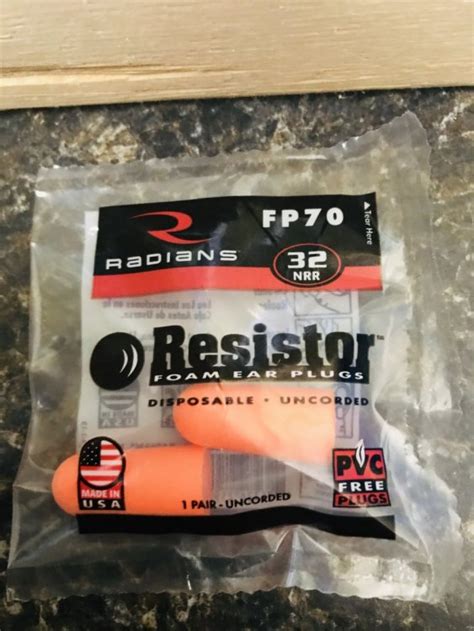 FP70
Tear Here
RADIANS
32
NRR
Resistor™
FOAM EAR PLUGS
DISPOSABLE • UNCORDED
MADE IN
USA
1 PAIR - UNCORDED
PVC
FREE
PLUGS